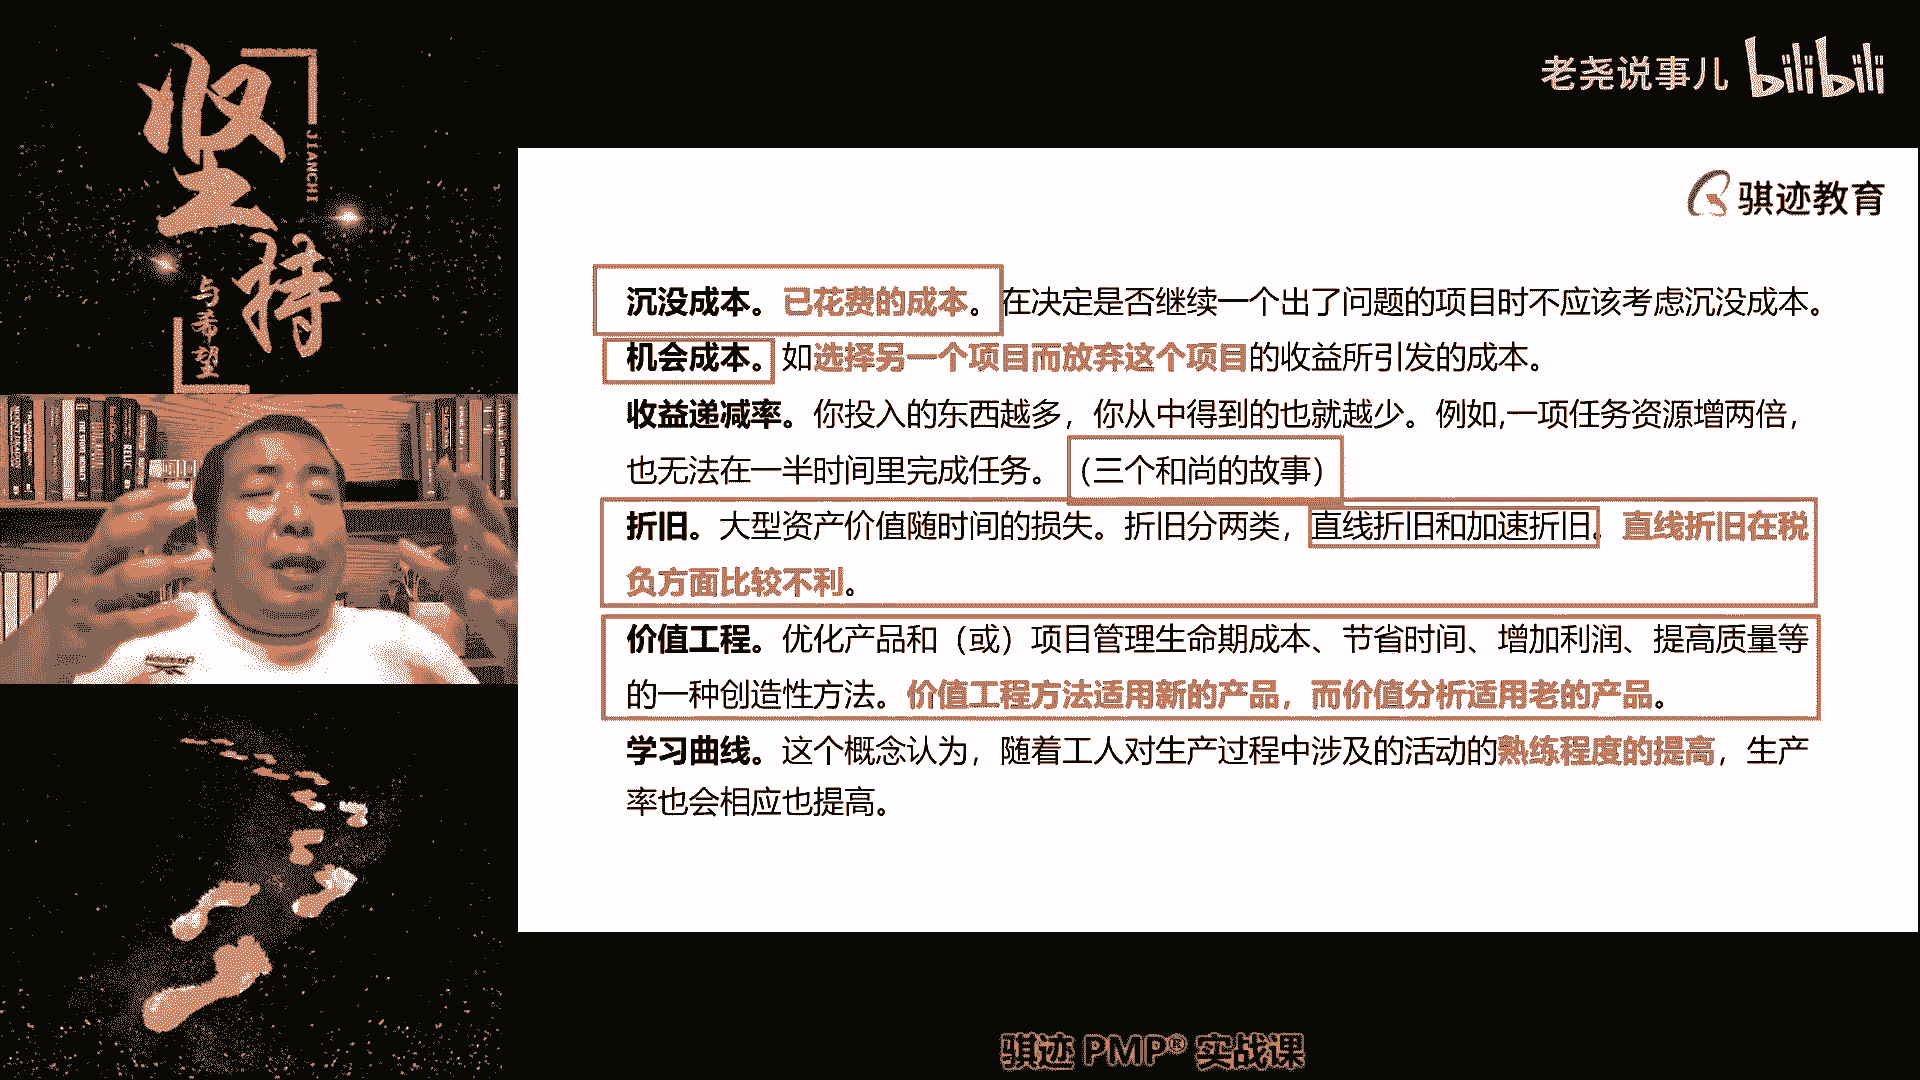 坚持
JIANCHI
与希望
老尧说事儿 bilibili
骐迹教育
沉没成本。已花费的成本。在决定是否继续一个出了问题的项目时不应该考虑沉没成本。
机会成本。如选择另一个项目而放弃这个项目的收益所引发的成本。
收益递减率。你投入的东西越多，你从中得到的也就越少。例如,一项任务资源增两倍，
也无法在一半时间里完成任务。（三个和尚的故事）
折旧。大型资产价值随时间的损失。折旧分两类，直线折旧和加速折旧。直线折旧在税
负方面比较不利。
价值工程。优化产品和（或）项目管理生命期成本、节省时间、增加利润、提高质量等
的一种创造性方法。价值工程方法适用新的产品，而价值分析适用老的产品。
学习曲线。这个概念认为，随着工人对生产过程中涉及的活动的熟练程度的提高，生产
率也会相应也提高。
骐迹 PMP® 实战课